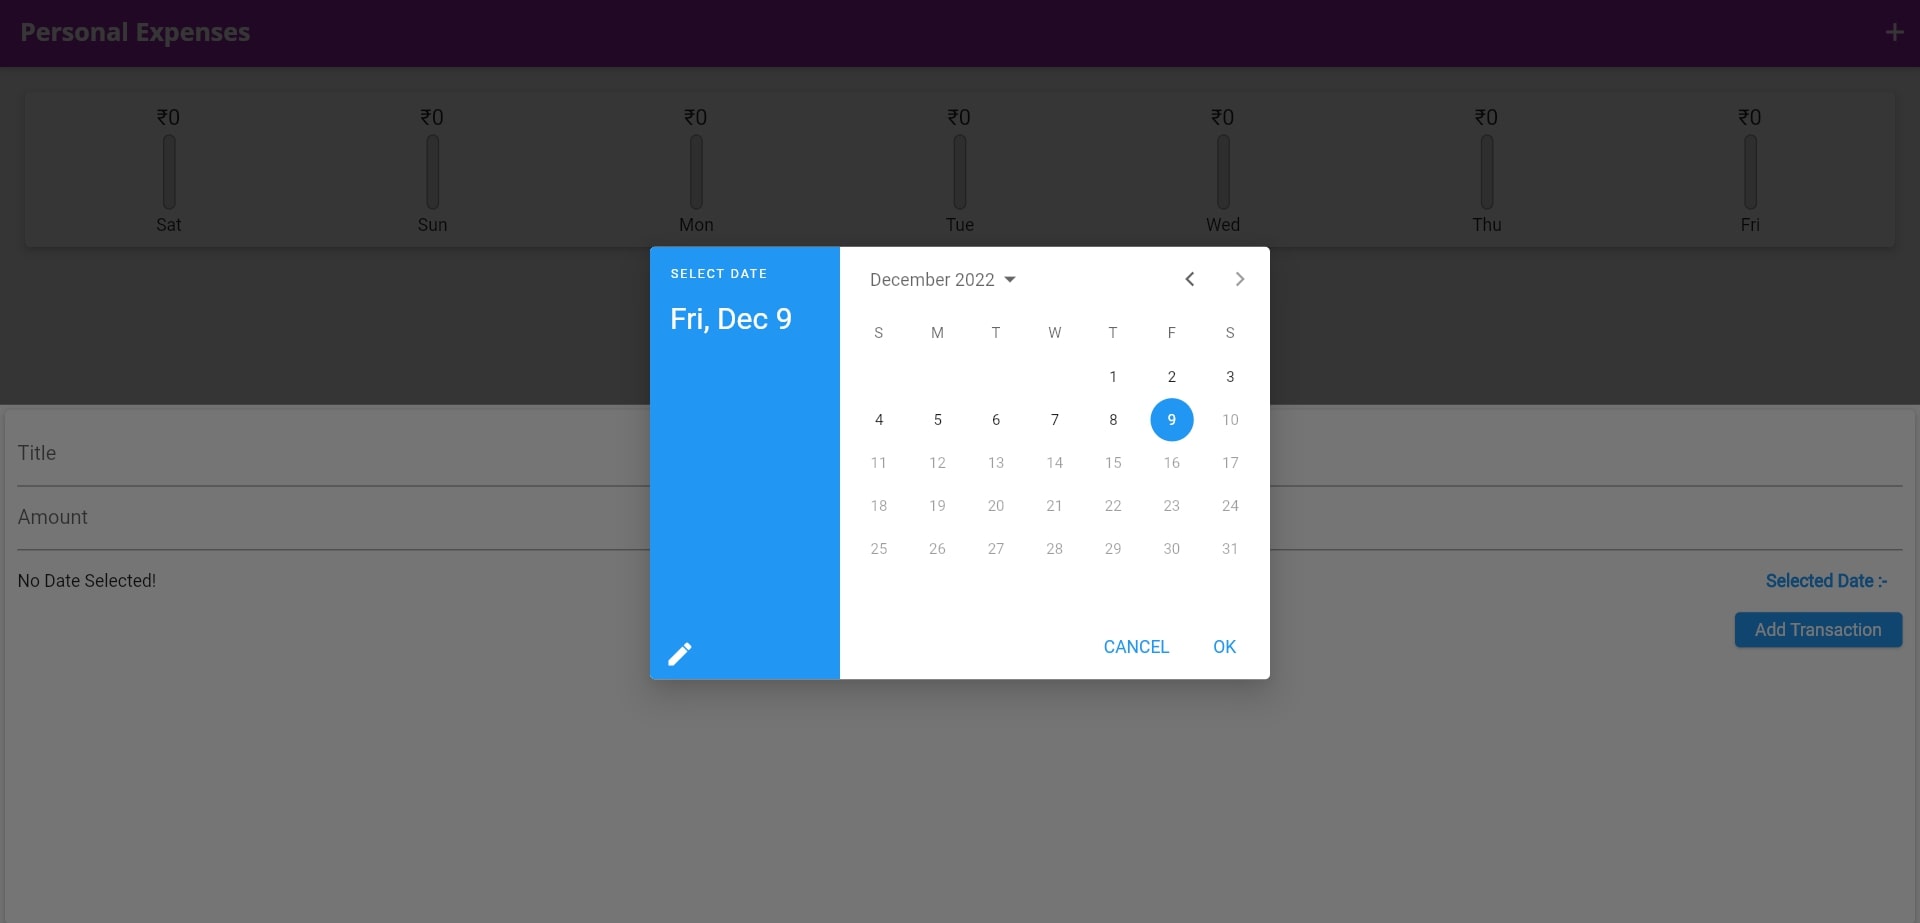 Personal Expenses
₹0 ₹0 ₹0 ₹0 ₹0 ₹0 ₹0
Sat Sun Mon Tue Wed Thu Fri
SELECT DATE
Fri, Dec 9
December 2022
S M T W T F S
1 2 3
4 5 6 7 8 9 10
11 12 13 14 15 16 17
18 19 20 21 22 23 24
25 26 27 28 29 30 31
CANCEL OK
Title
Amount
No Date Selected!
Selected Date :-
Add Transaction